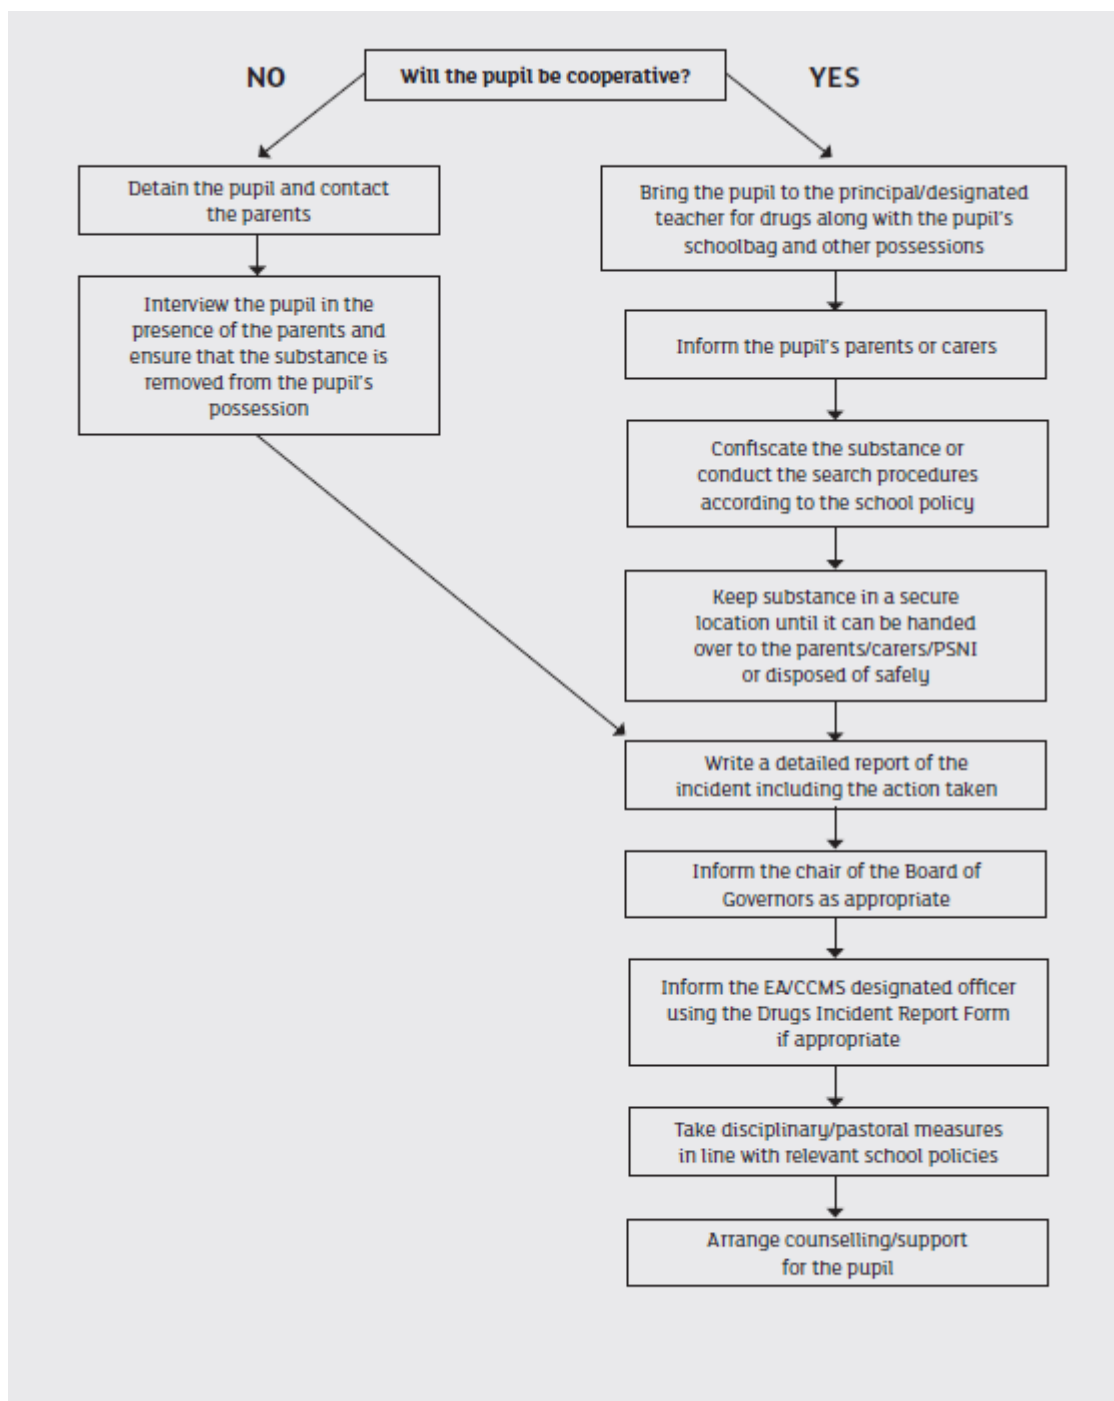 NO
Will the pupil be cooperative?
YES
Detain the pupil and contact
the parents
Interview the pupil in the
presence of the parents and
ensure that the substance is
removed from the pupil's
possession
Bring the pupil to the principal/designated
teacher for drugs along with the pupil's
schoolbag and other possessions
Inform the pupil's parents or carers
Confiscate the substance or
conduct the search procedures
according to the school policy
Keep substance in a secure
location until it can be handed
over to the parents/carers/PSNI
or disposed of safely
Write a detailed report of the
incident including the action taken
Inform the chair of the Board of
Governors as appropriate
Inform the EA/CCMS designated officer
using the Drugs Incident Report Form
if appropriate
Take disciplinary/pastoral measures
in line with relevant school policies
Arrange counselling/support
for the pupil